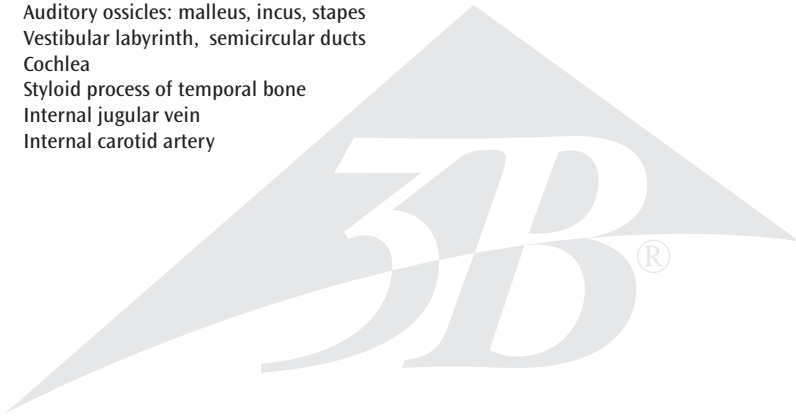 Auditory ossicles: malleus, incus, stapes
Vestibular labyrinth, semicircular ducts
Cochlea
Styloid process of temporal bone
Internal jugular vein
Internal carotid artery
3B®